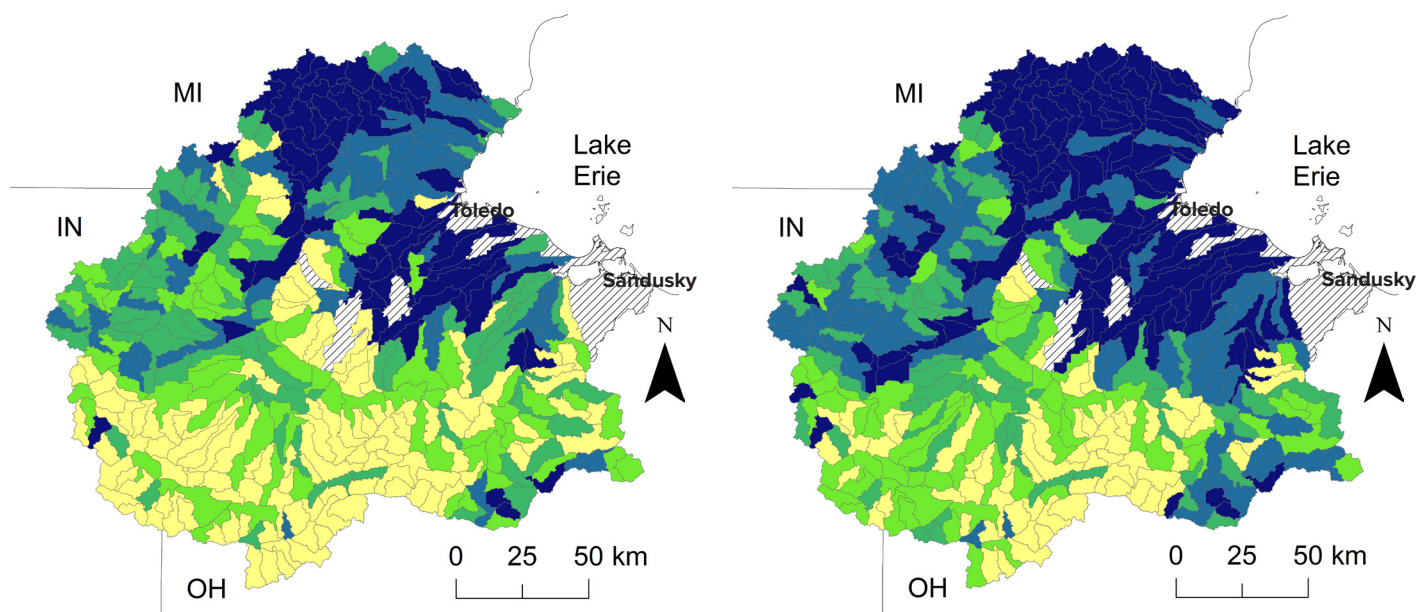 MI
Lake
Erie
Toledo
IN
Sandusky
N
0 25 50 km
OH
MI
Lake
Erie
Toledo
IN
Sandusky
N
0 25 50 km
OH